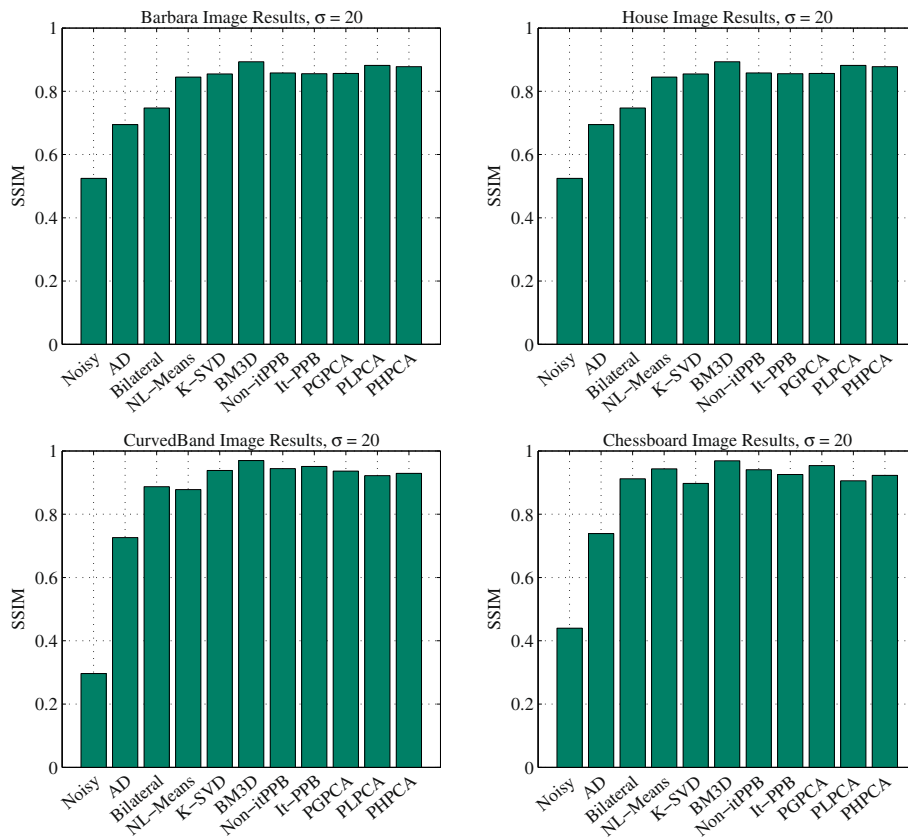 Barbara Image Results, σ = 20
1
0.8
0.6
0.4
0.2
0
SSIM
Noisy
AD
Bilateral
NL−Means
K−SVD
BM3D
Non−itPPB
It−PPB
PGPCA
PLPCA
PHPCA
House Image Results, σ = 20
1
0.8
0.6
0.4
0.2
0
SSIM
Noisy
AD
Bilateral
NL−Means
K−SVD
BM3D
Non−itPPB
It−PPB
PGPCA
PLPCA
PHPCA
CurvedBand Image Results, σ = 20
1
0.8
0.6
0.4
0.2
0
SSIM
Noisy
AD
Bilateral
NL−Means
K−SVD
BM3D
Non−itPPB
It−PPB
PGPCA
PLPCA
PHPCA
Chessboard Image Results, σ = 20
1
0.8
0.6
0.4
0.2
0
SSIM
Noisy
AD
Bilateral
NL−Means
K−SVD
BM3D
Non−itPPB
It−PPB
PGPCA
PLPCA
PHPCA